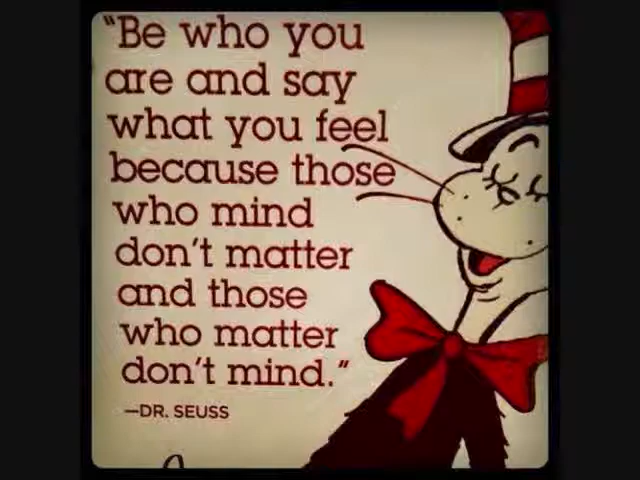 "Be who you
are and say
what you feel
because those
who mind
don't matter
and those
who matter
don't mind."
—DR. SEUSS